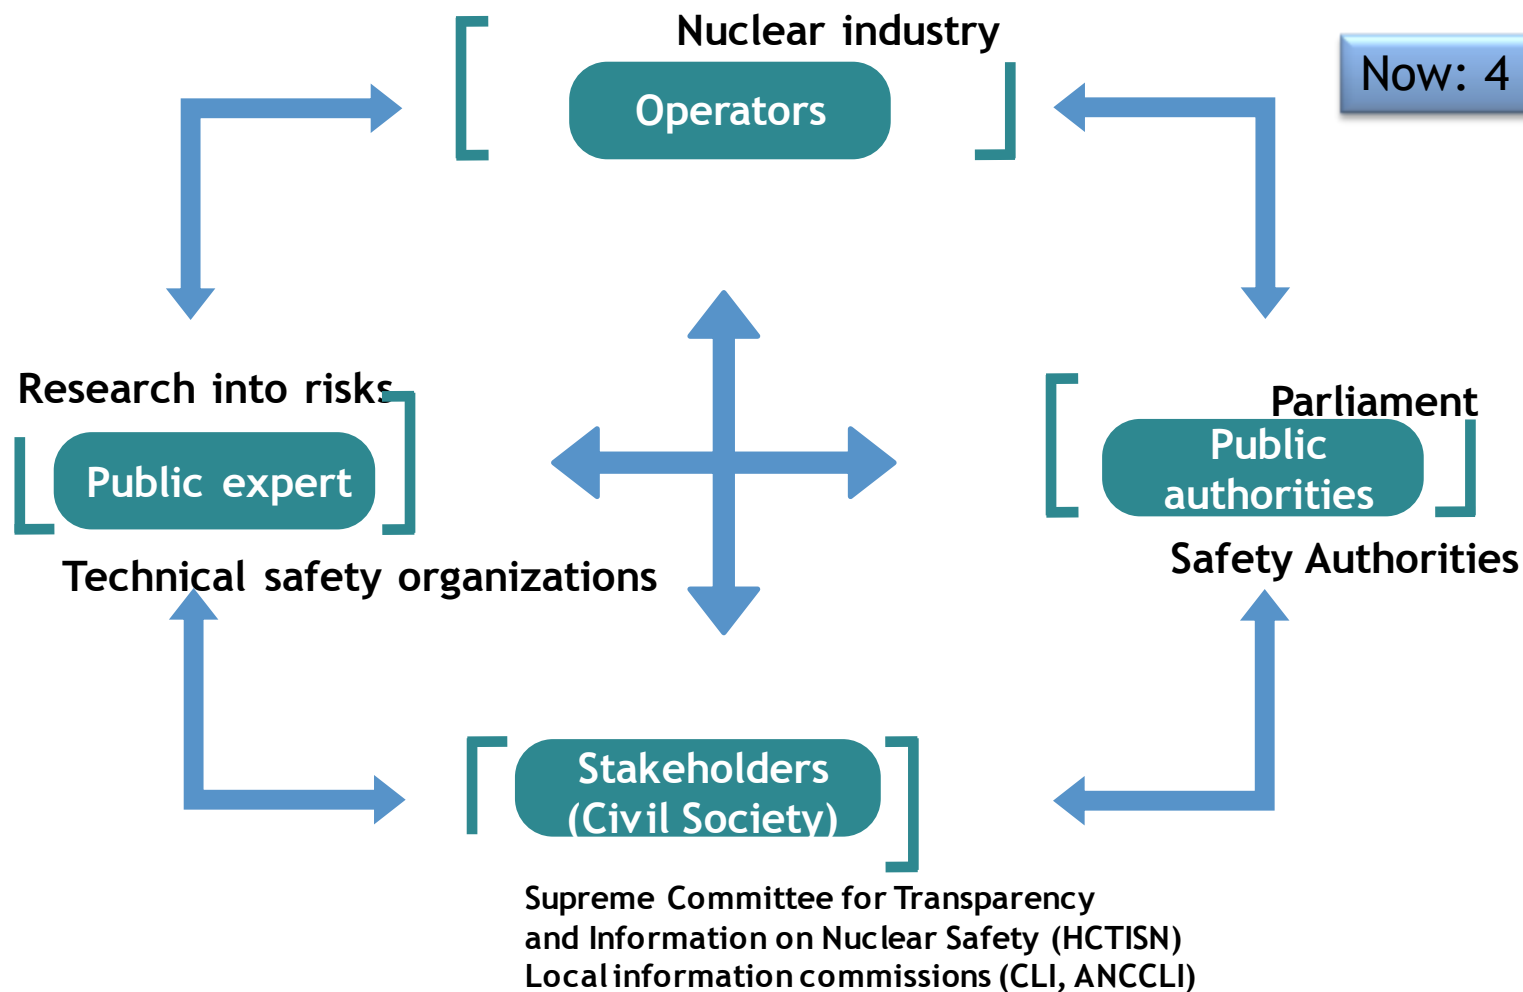 Nuclear industry
Now: 4
Operators
Research into risks
Public expert
Technical safety organizations
Parliament
Public
authorities
Safety Authorities
Stakeholders
(Civil Society)
Supreme Committee for Transparency
and Information on Nuclear Safety (HCTISN)
Local information commissions (CLI, ANCCLI)